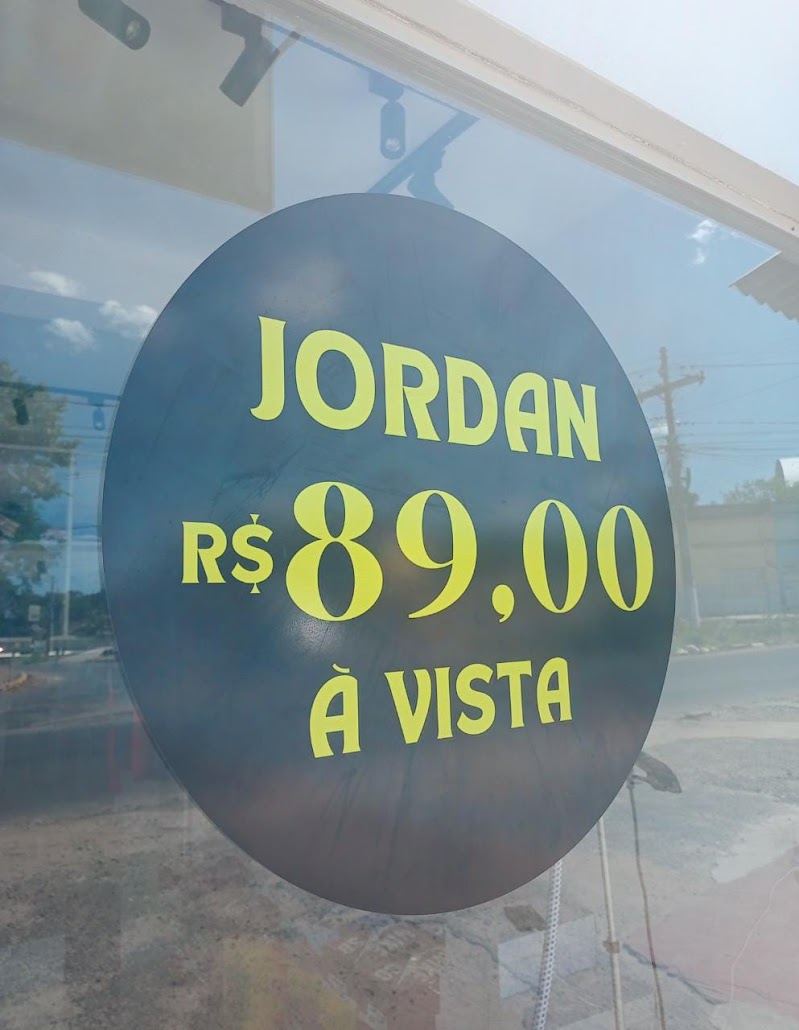 JORDAN
R$ 89,00
À VISTA